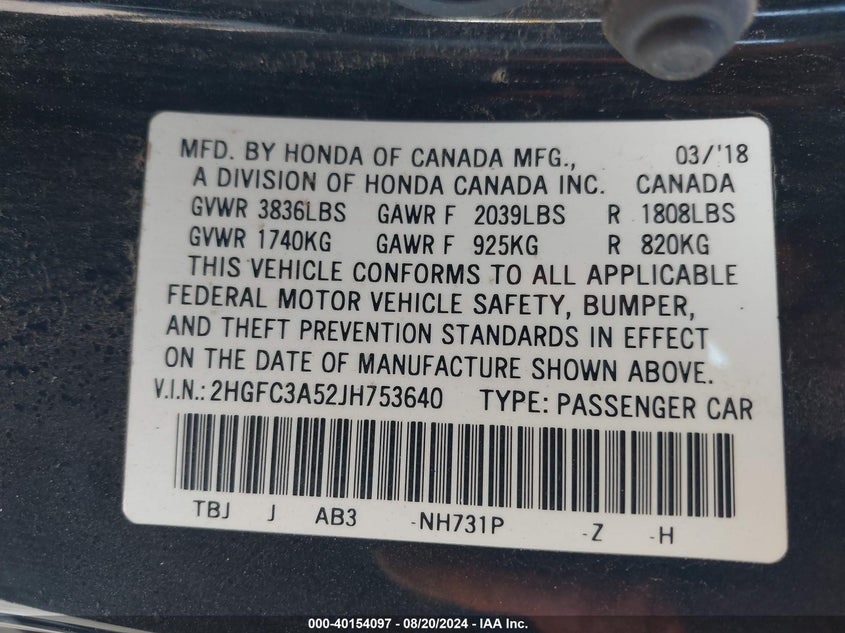 MFD. BY HONDA OF CANADA MFG., 03/'18
A DIVISION OF HONDA CANADA INC. CANADA
GVWR 3836LBS GAWR F 2039LBS R 1808LBS
GVWR 1740KG GAWR F 925KG R 820KG
THIS VEHICLE CONFORMS TO ALL APPLICABLE
FEDERAL MOTOR VEHICLE SAFETY, BUMPER,
AND THEFT PREVENTION STANDARDS IN EFFECT
ON THE DATE OF MANUFACTURE SHOWN ABOVE.
V.I.N.: 2HGFC3A52JH753640 TYPE: PASSENGER CAR
TBJ J AB3 -NH731P -Z -H
000-40154097 - 08/20/2024 - IAA Inc.